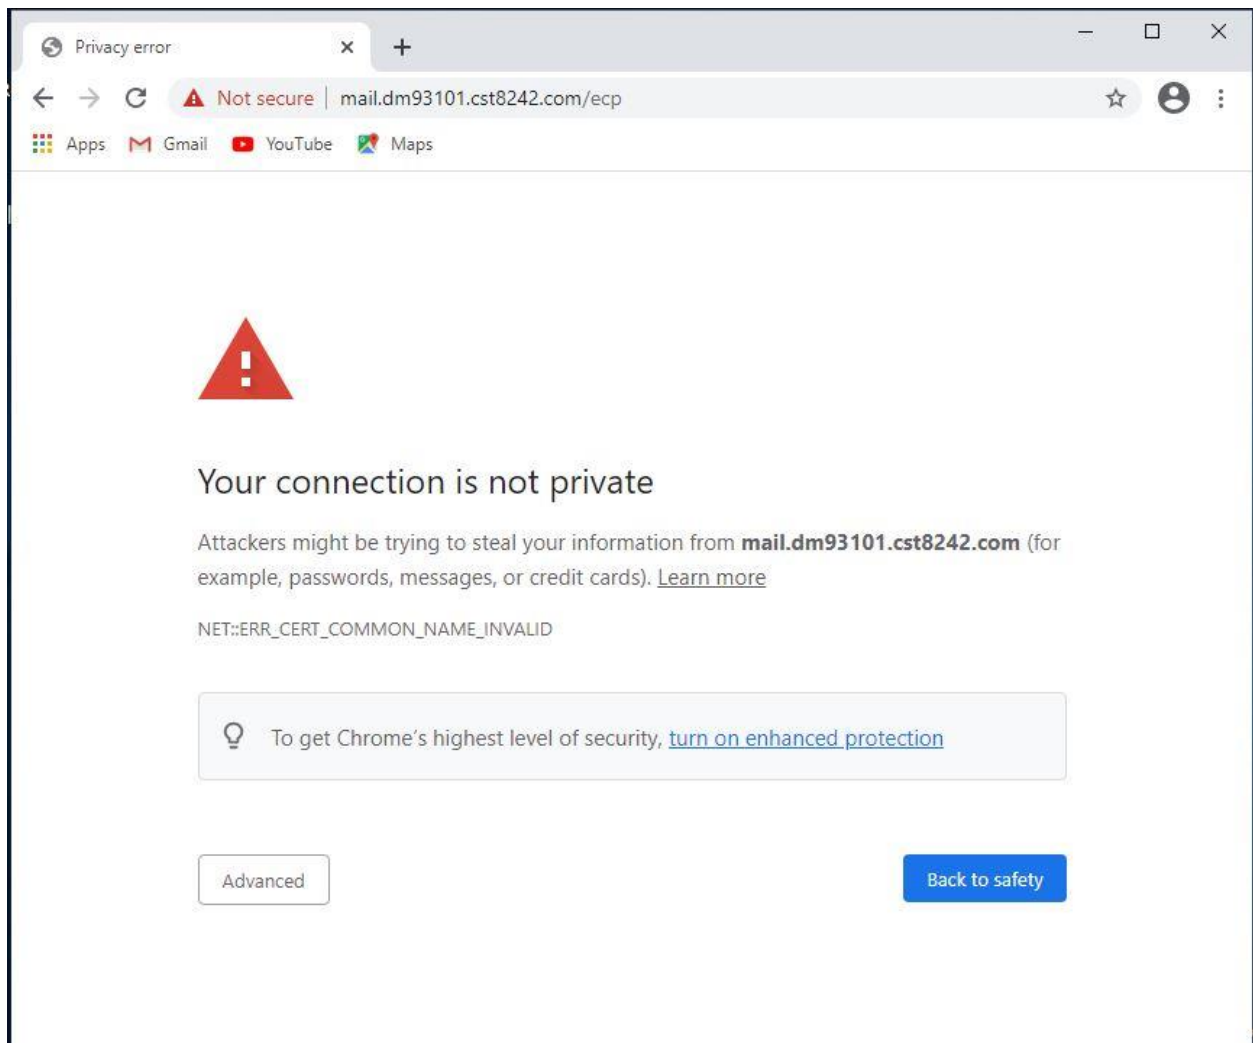 Privacy error
Not secure mail.dm93101.cst8242.com/ecp
Apps Gmail YouTube Maps
Your connection is not private
Attackers might be trying to steal your information from mail.dm93101.cst8242.com (for
example, passwords, messages, or credit cards). Learn more
NET::ERR_CERT_COMMON_NAME_INVALID
To get Chrome's highest level of security, turn on enhanced protection
Advanced Back to safety